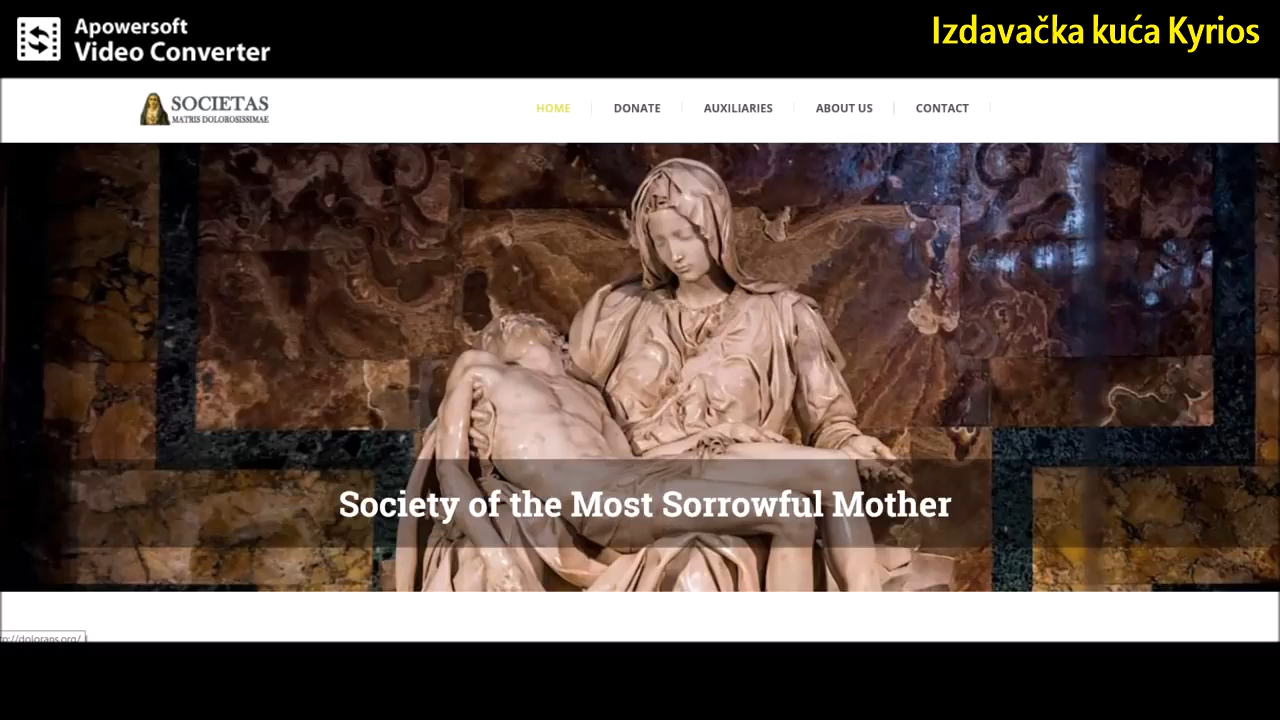 Apowersoft
Video Converter
Izdavačka kuća Kyrios
SOCIETAS
MATRIS DOLOROSISSIMAE
HOME
DONATE
AUXILIARIES
ABOUT US
CONTACT
Society of the Most Sorrowful Mother